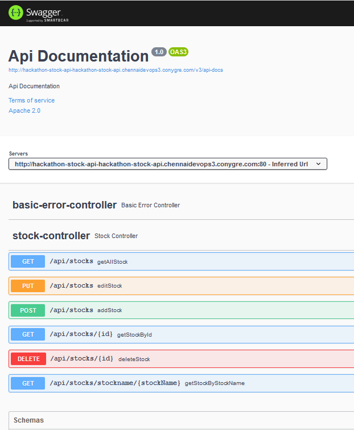 Swagger
Supported by SMARTBEAR
Api Documentation 1.0 OAS3
http://hackathon-stock-api-hackathon-stock-api.chennaidevops3.conygre.com/v3/api-docs
Api Documentation
Terms of service
Apache 2.0
Servers
http://hackathon-stock-api-hackathon-stock-api.chennaidevops3.conygre.com:80 - Inferred Url
basic-error-controller Basic Error Controller
stock-controller Stock Controller
GET /api/stocks getAllStock
PUT /api/stocks editStock
POST /api/stocks addStock
GET /api/stocks/{id} getStockById
DELETE /api/stocks/{id} deleteStock
GET /api/stocks/stockname/{stockName} getStockByStockName
Schemas